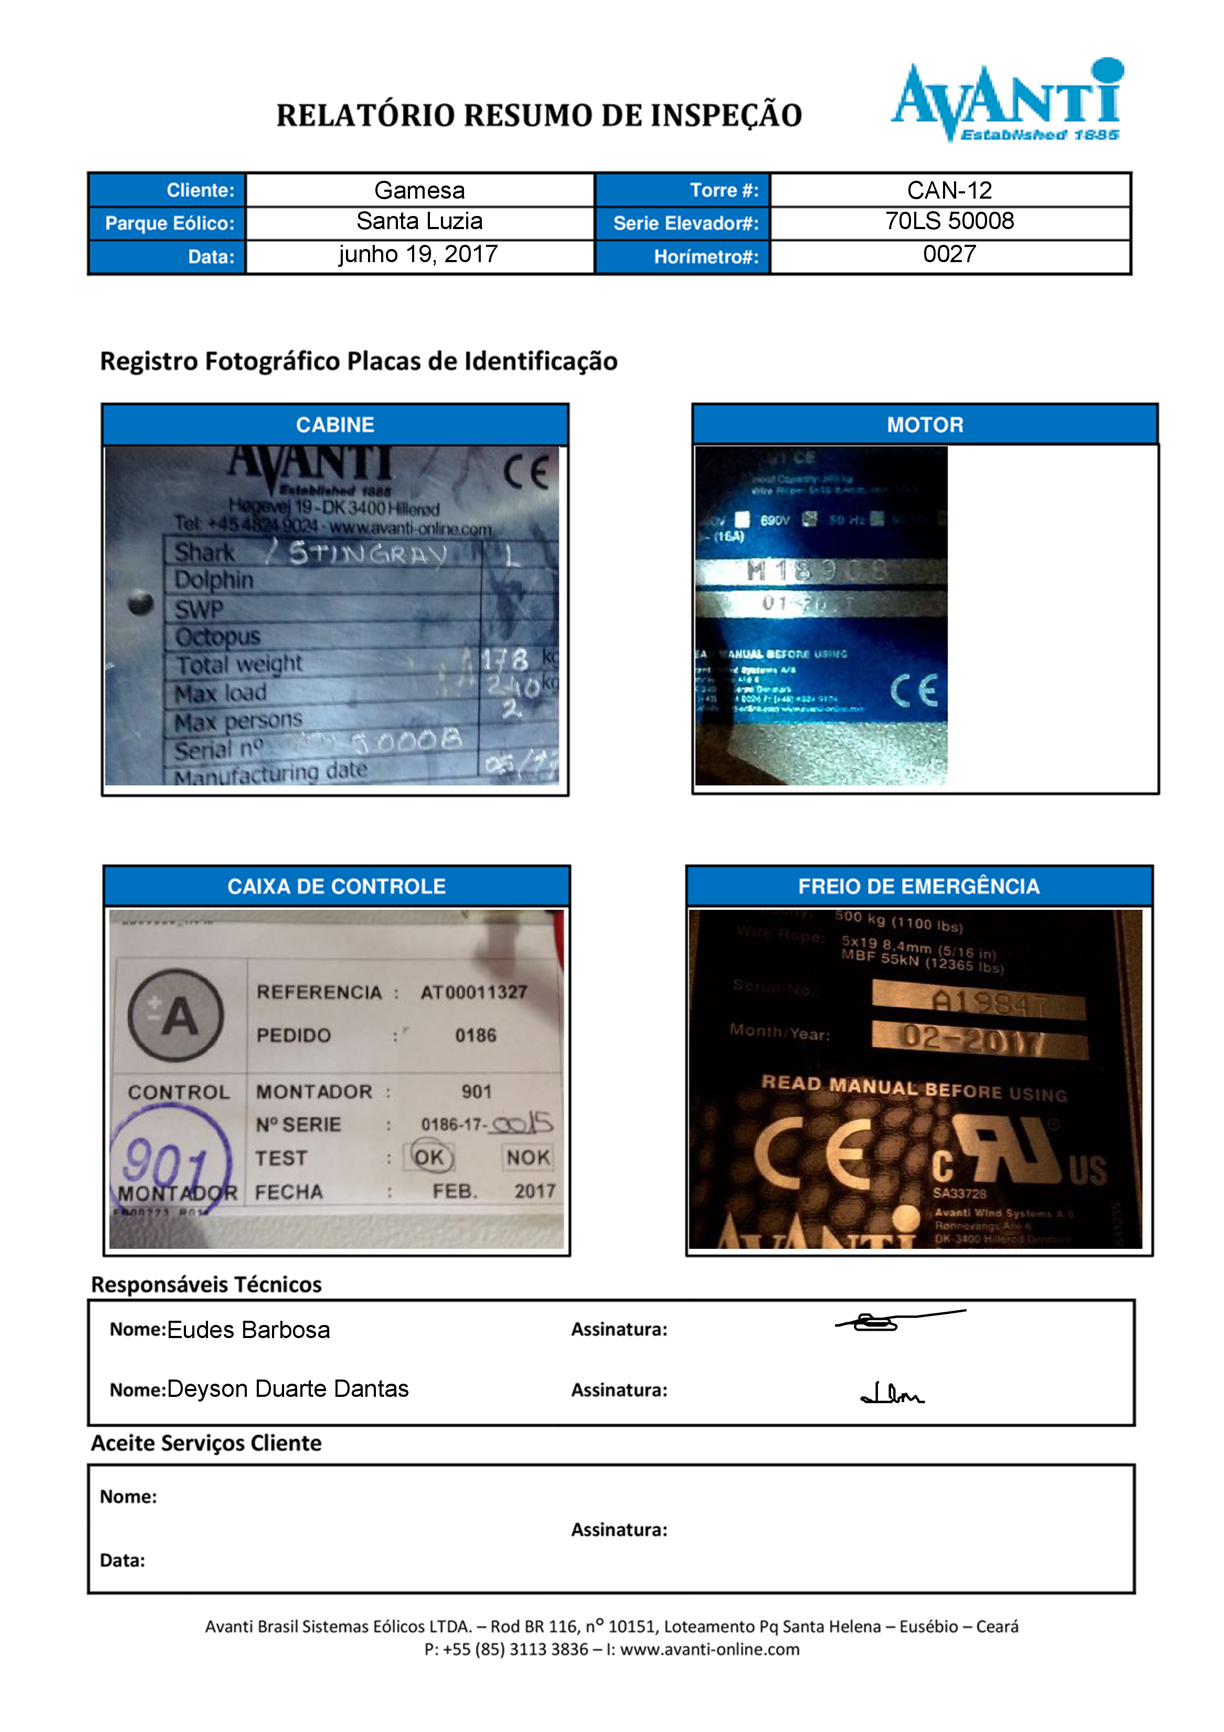 RELATÓRIO RESUMO DE INSPEÇÃO
AVANTI
Established 1885
Cliente: Gamesa Torre #: CAN-12
Parque Eólico: Santa Luzia Serie Elevador#: 70LS 50008
Data: junho 19, 2017 Horímetro#: 0027
Registro Fotográfico Placas de Identificação
CABINE
AVANTI CE
Established 1885
Høgevej 19 - DK 3400 Hillerød
Tel: +45 4824 9024 - www.avanti-online.com
Shark / STINGRAY L
Dolphin
SWP
Octopus
Total weight 178 kg
Max load 240 kg
Max persons 2
Serial nº 50008
Manufacturing date 05/17
MOTOR
CE
690V 50 Hz
(16A)
M18908
01-2017
MANUAL BEFORE USING
CE
CAIXA DE CONTROLE
A
REFERENCIA : AT00011327
PEDIDO : 0186
CONTROL
MONTADOR : 901
Nº SERIE : 0186-17-0015
TEST : OK NOK
FECHA : FEB. 2017
901
MONTADOR
FREIO DE EMERGÊNCIA
500 kg (1100 lbs)
Wire Rope: 5x19 8,4mm (5/16 in)
MBF 55kN (12365 lbs)
Serial-No.: A19847
Month/Year: 02-2017
READ MANUAL BEFORE USING
CE C RU US
SA33728
AVANTI
Avanti Wind Systems A/S
Rønnevangs Alle 6
DK-3400 Hillerød Denmark
Responsáveis Técnicos
Nome:Eudes Barbosa Assinatura:
Nome:Deyson Duarte Dantas Assinatura:
Aceite Serviços Cliente
Nome:
Assinatura:
Data:
Avanti Brasil Sistemas Eólicos LTDA. – Rod BR 116, nº 10151, Loteamento Pq Santa Helena – Eusébio – Ceará
P: +55 (85) 3113 3836 – I: www.avanti-online.com